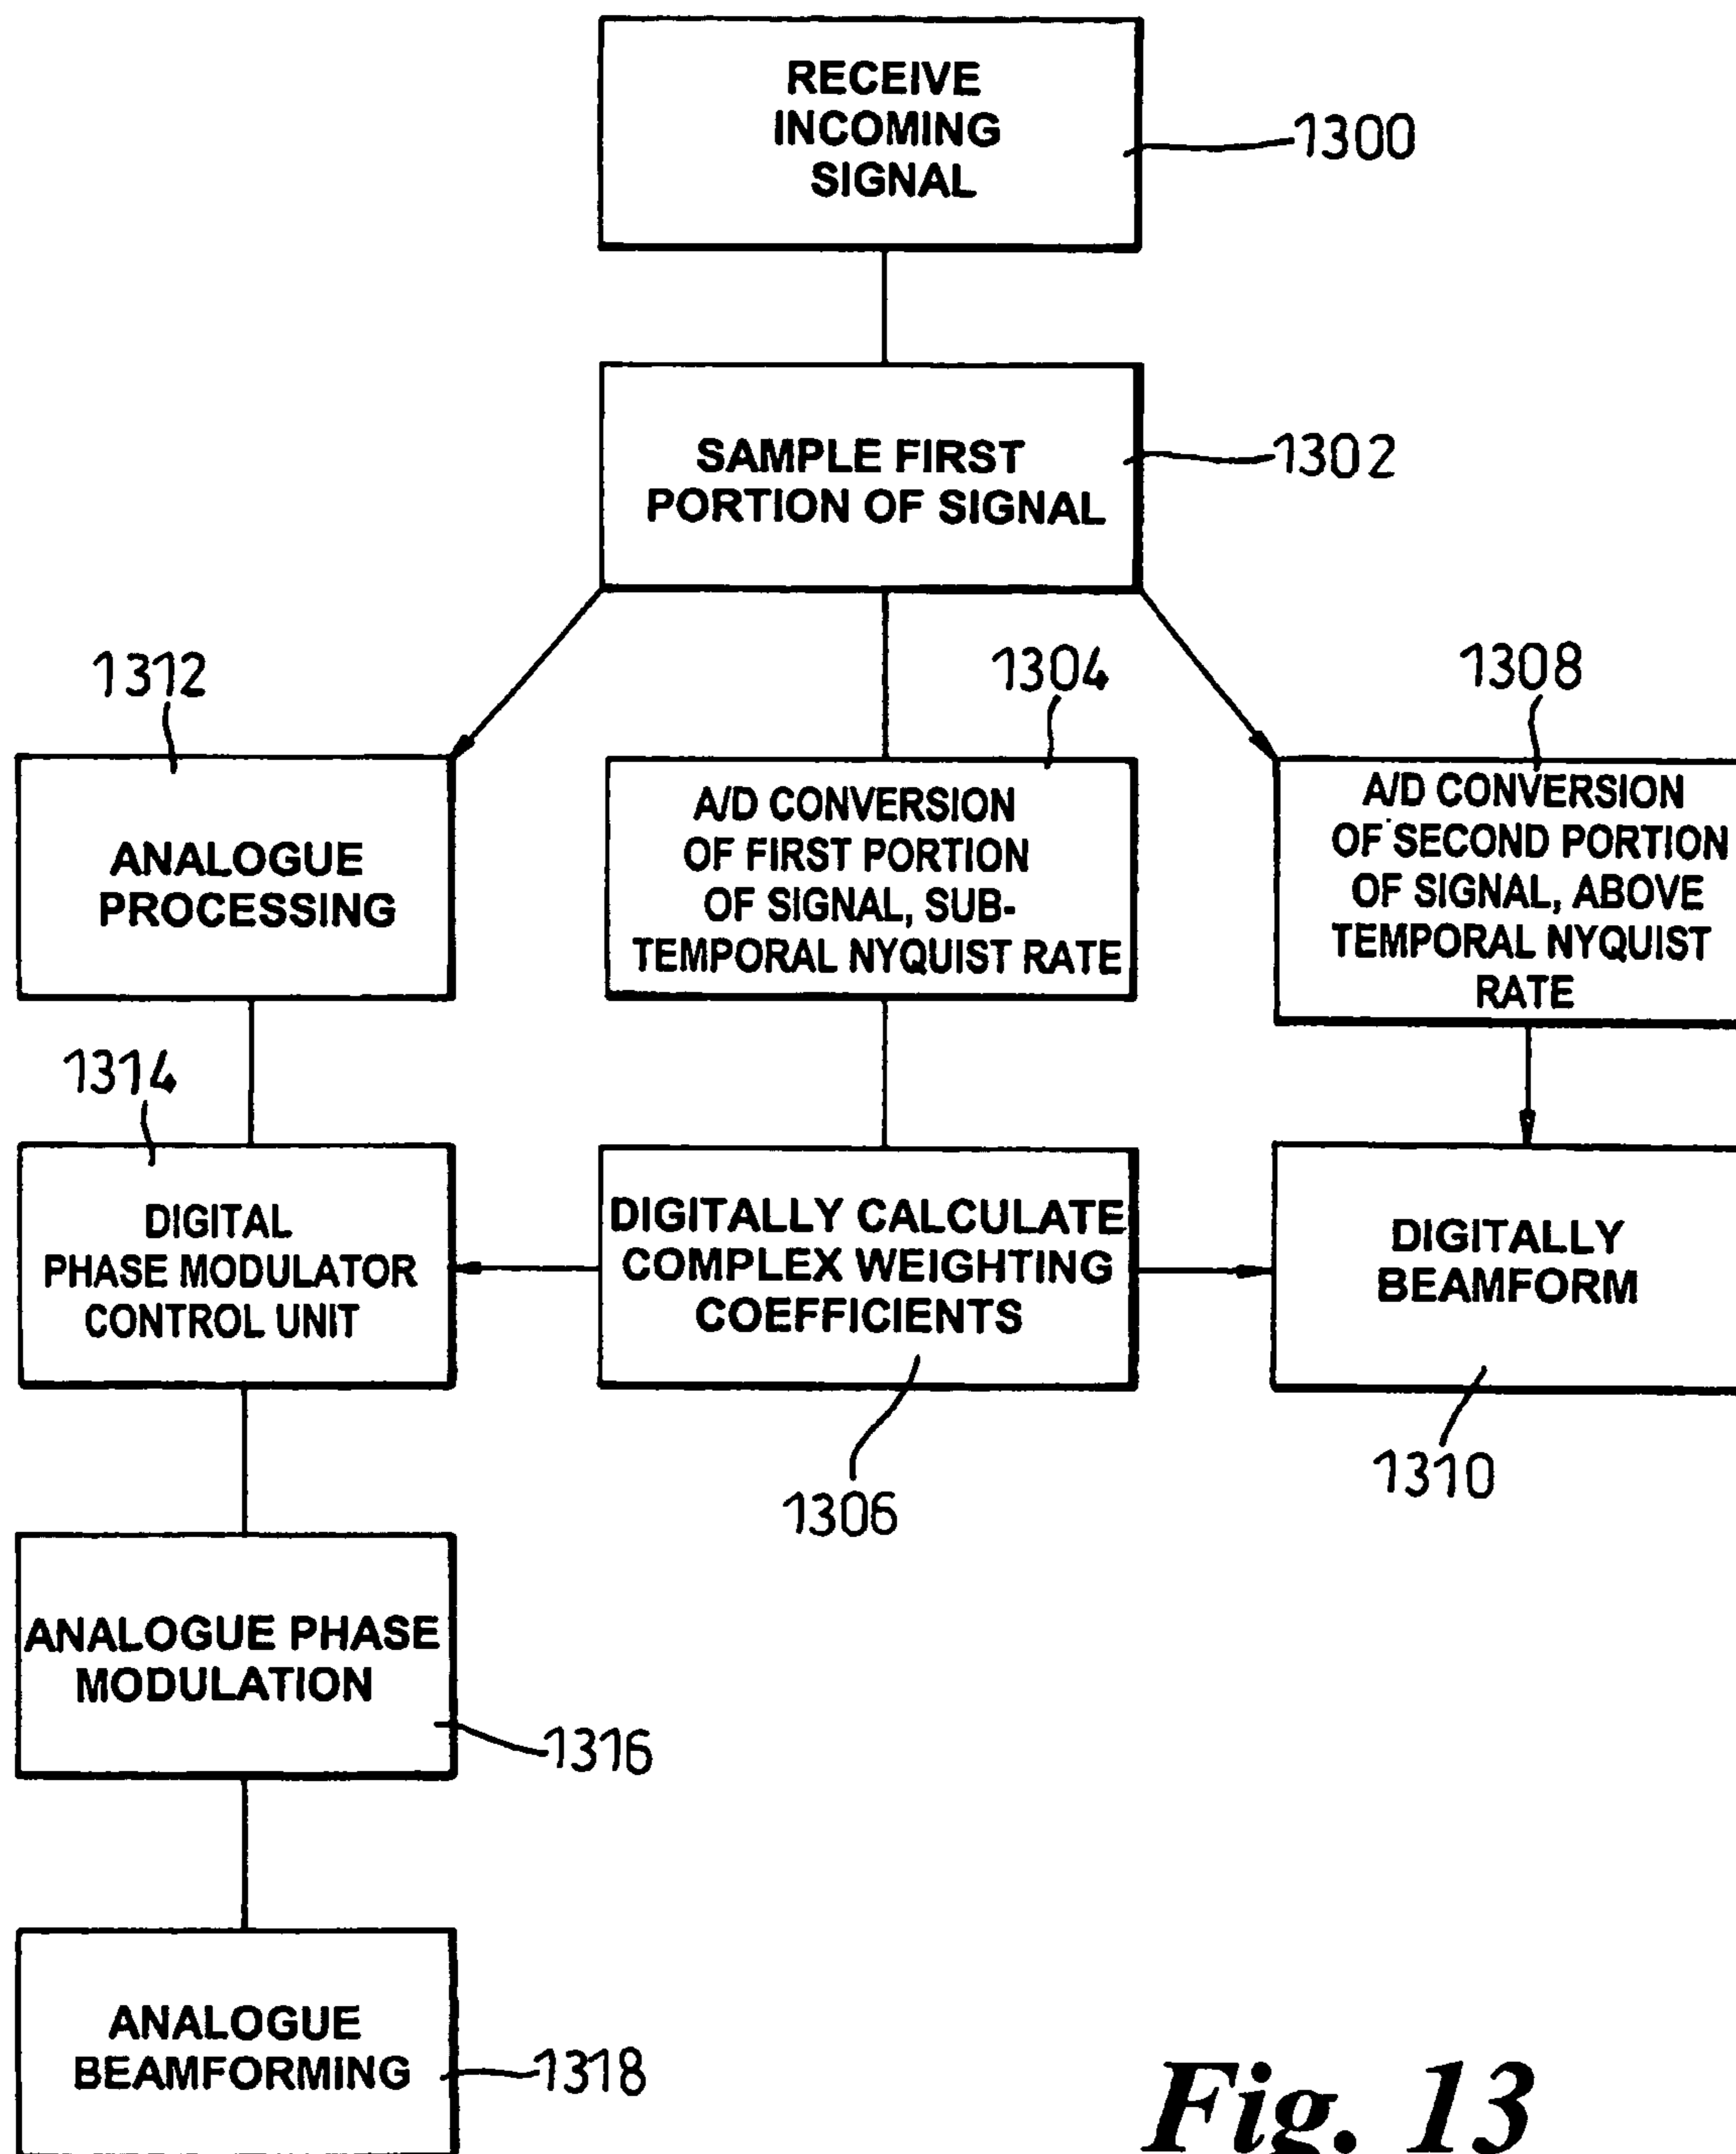 RECEIVE
INCOMING
SIGNAL
1300
SAMPLE FIRST
PORTION OF SIGNAL
1302
1312
1304
1308
ANALOGUE
PROCESSING
A/D CONVERSION
OF FIRST PORTION
OF SIGNAL, SUB-
TEMPORAL NYQUIST RATE
A/D CONVERSION
OF SECOND PORTION
OF SIGNAL, ABOVE
TEMPORAL NYQUIST
RATE
1314
DIGITAL
PHASE MODULATOR
CONTROL UNIT
DIGITALLY CALCULATE
COMPLEX WEIGHTING
COEFFICIENTS
DIGITALLY
BEAMFORM
1306
1310
ANALOGUE PHASE
MODULATION
1316
ANALOGUE
BEAMFORMING
1318
Fig. 13